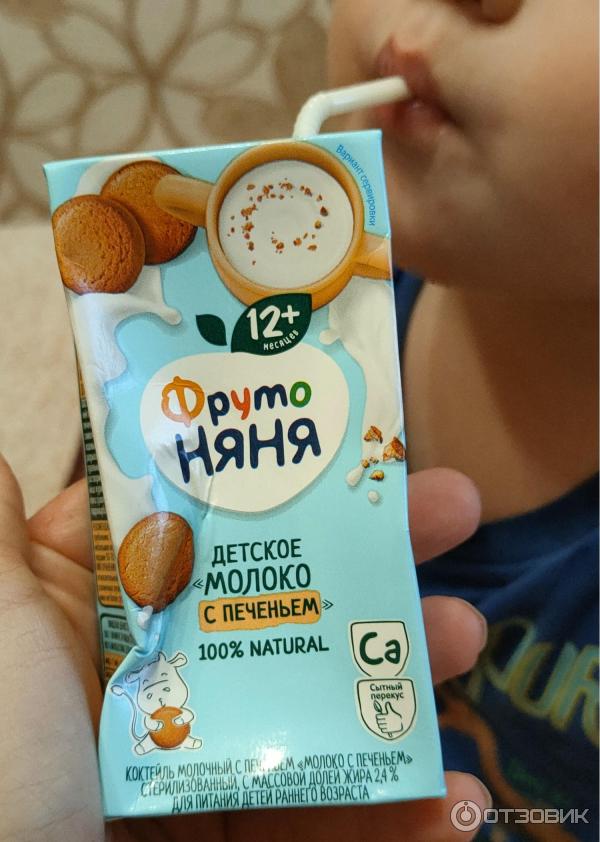 Вариант сервировки
12+
месяцев
Фруто
НЯНЯ
ДЕТСКОЕ
«МОЛОКО
С ПЕЧЕНЬЕМ»
100% NATURAL
Ca
Сытный
перекус
КОКТЕЙЛЬ МОЛОЧНЫЙ С ПЕЧЕНЬЕМ «МОЛОКО С ПЕЧЕНЬЕМ»
СТЕРИЛИЗОВАННЫЙ, С МАССОВОЙ ДОЛЕЙ ЖИРА 2,4 %
ДЛЯ ПИТАНИЯ ДЕТЕЙ РАННЕГО ВОЗРАСТА
ОТЗОВИК